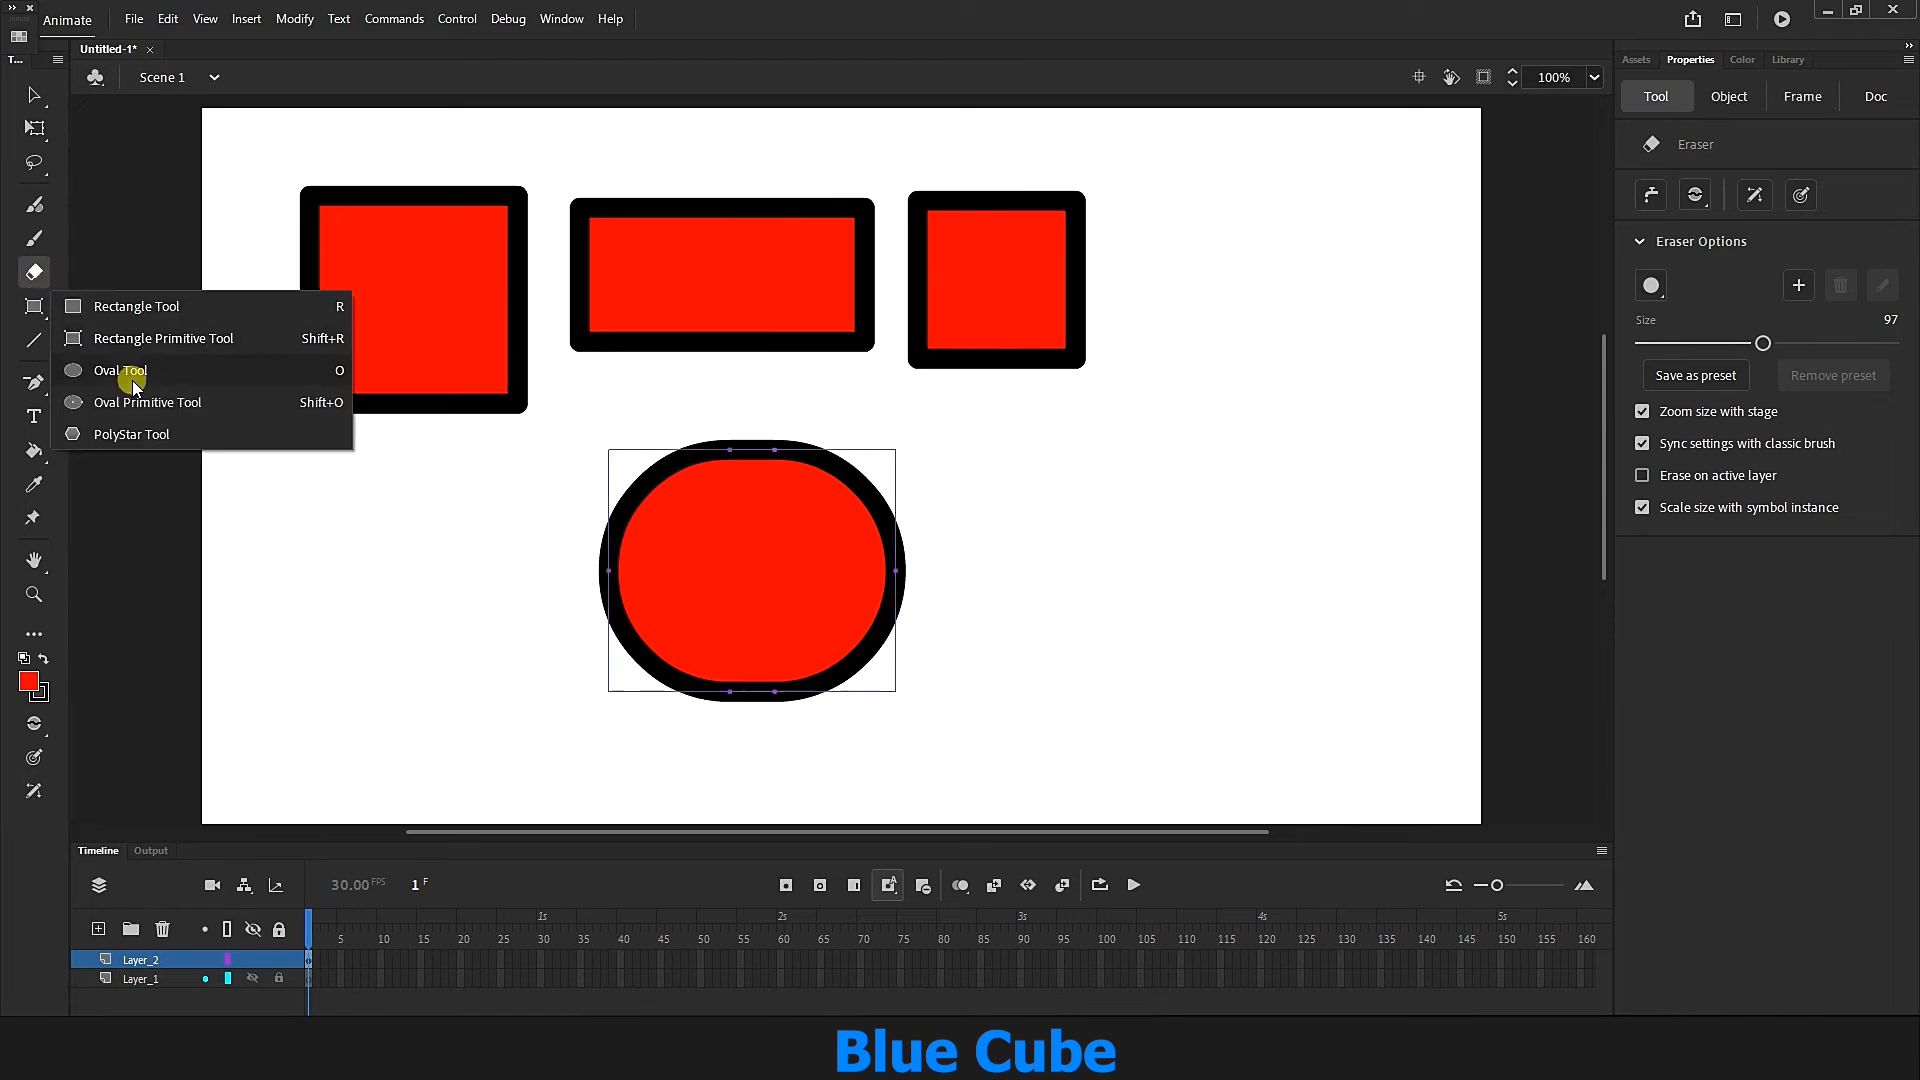 Animate File Edit View Insert Modify Text Commands Control Debug Window Help
Untitled-1*
T...
Scene 1
100%
Assets Properties Color Library
Tool Object Frame Doc
Eraser
Eraser Options
Size 97
Save as preset Remove preset
Zoom size with stage
Sync settings with classic brush
Erase on active layer
Scale size with symbol instance
Rectangle Tool R
Rectangle Primitive Tool Shift+R
Oval Tool O
Oval Primitive Tool Shift+O
PolyStar Tool
Timeline Output
30.00 FPS 1 F
1s 2s 3s 4s 5s
5 10 15 20 25 30 35 40 45 50 55 60 65 70 75 80 85 90 95 100 105 110 115 120 125 130 135 140 145 150 155 160
Layer_2
Layer_1
Blue Cube